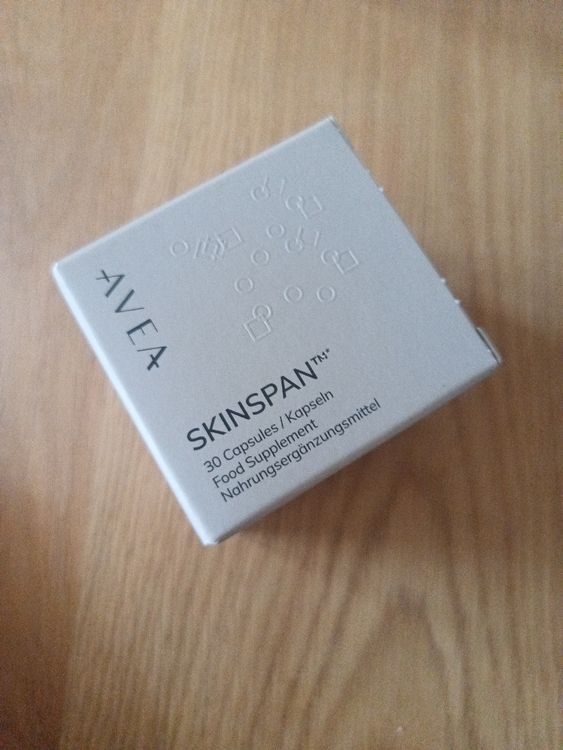 AVEA
SKINSPAN™*
30 Capsules / Kapseln
Food Supplement
Nahrungsergänzungsmittel